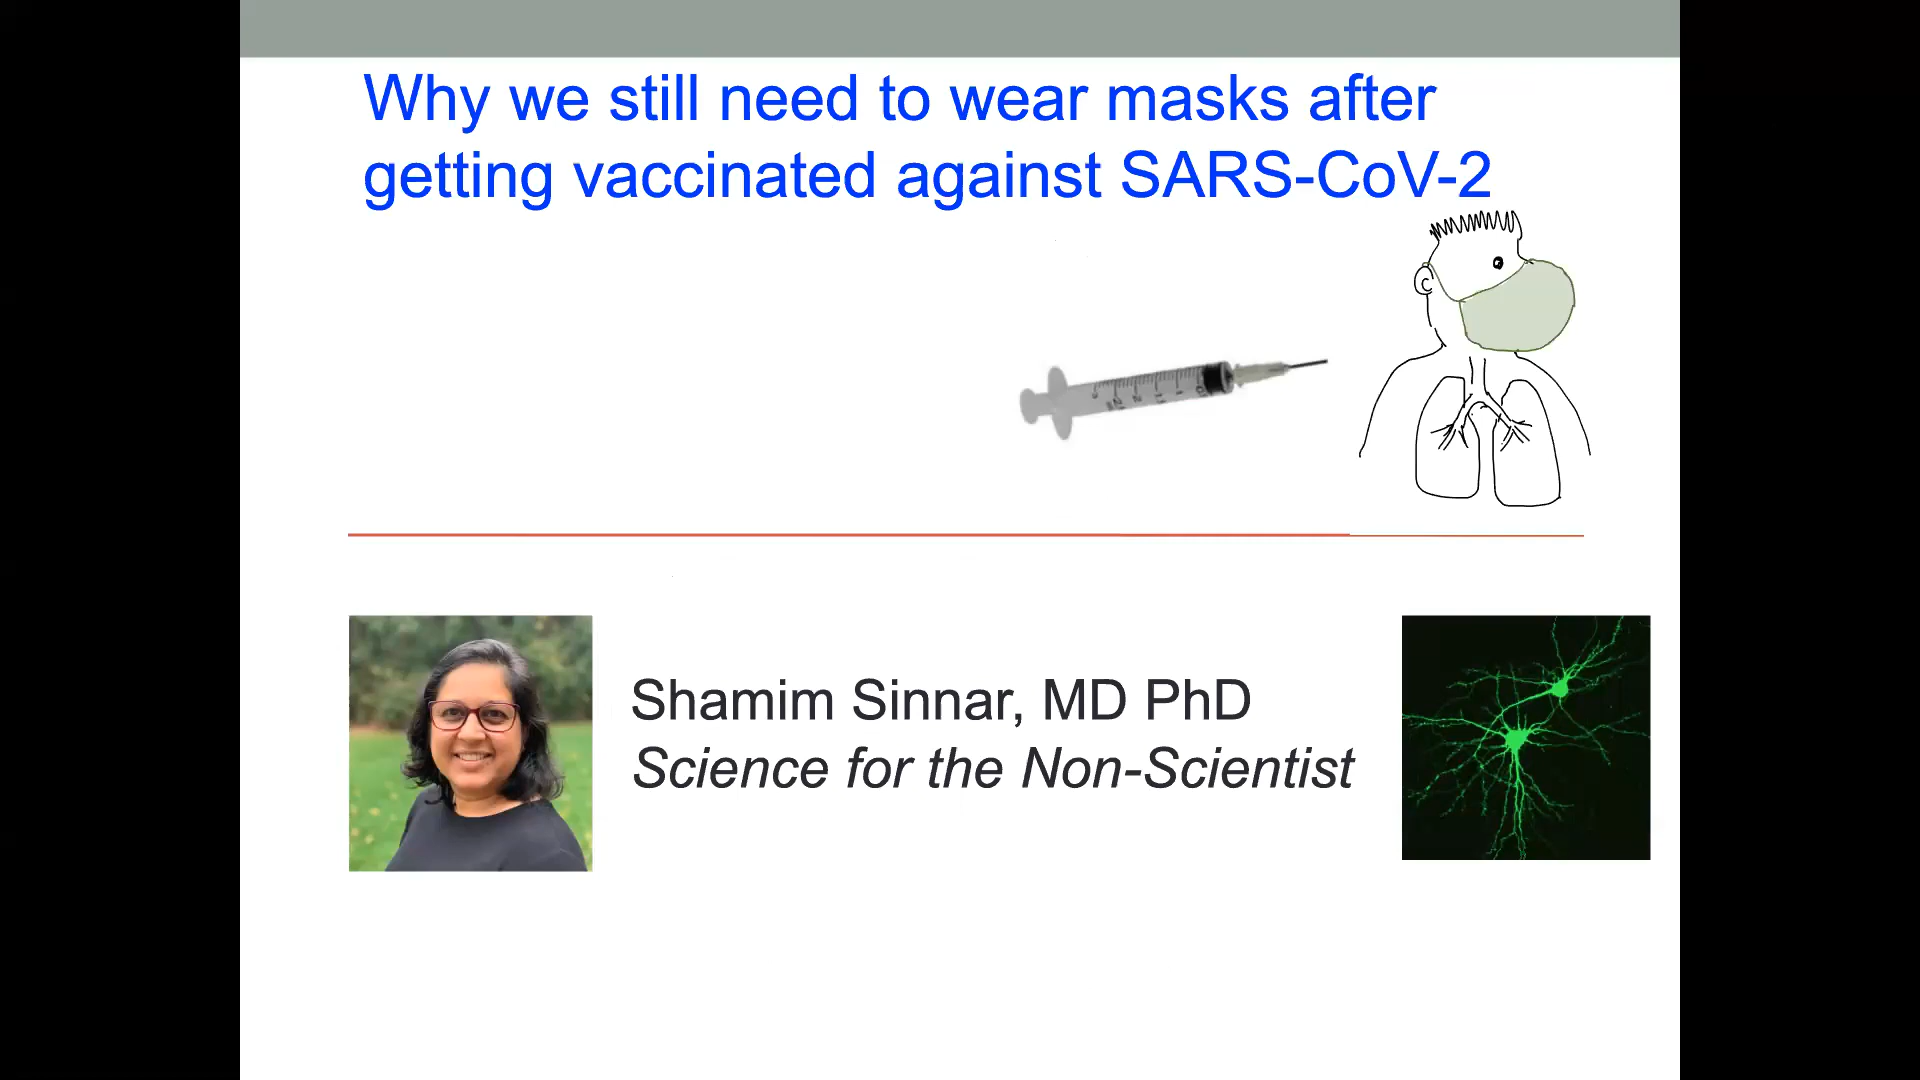 Why we still need to wear masks after
getting vaccinated against SARS-CoV-2
Shamim Sinnar, MD PhD
Science for the Non-Scientist